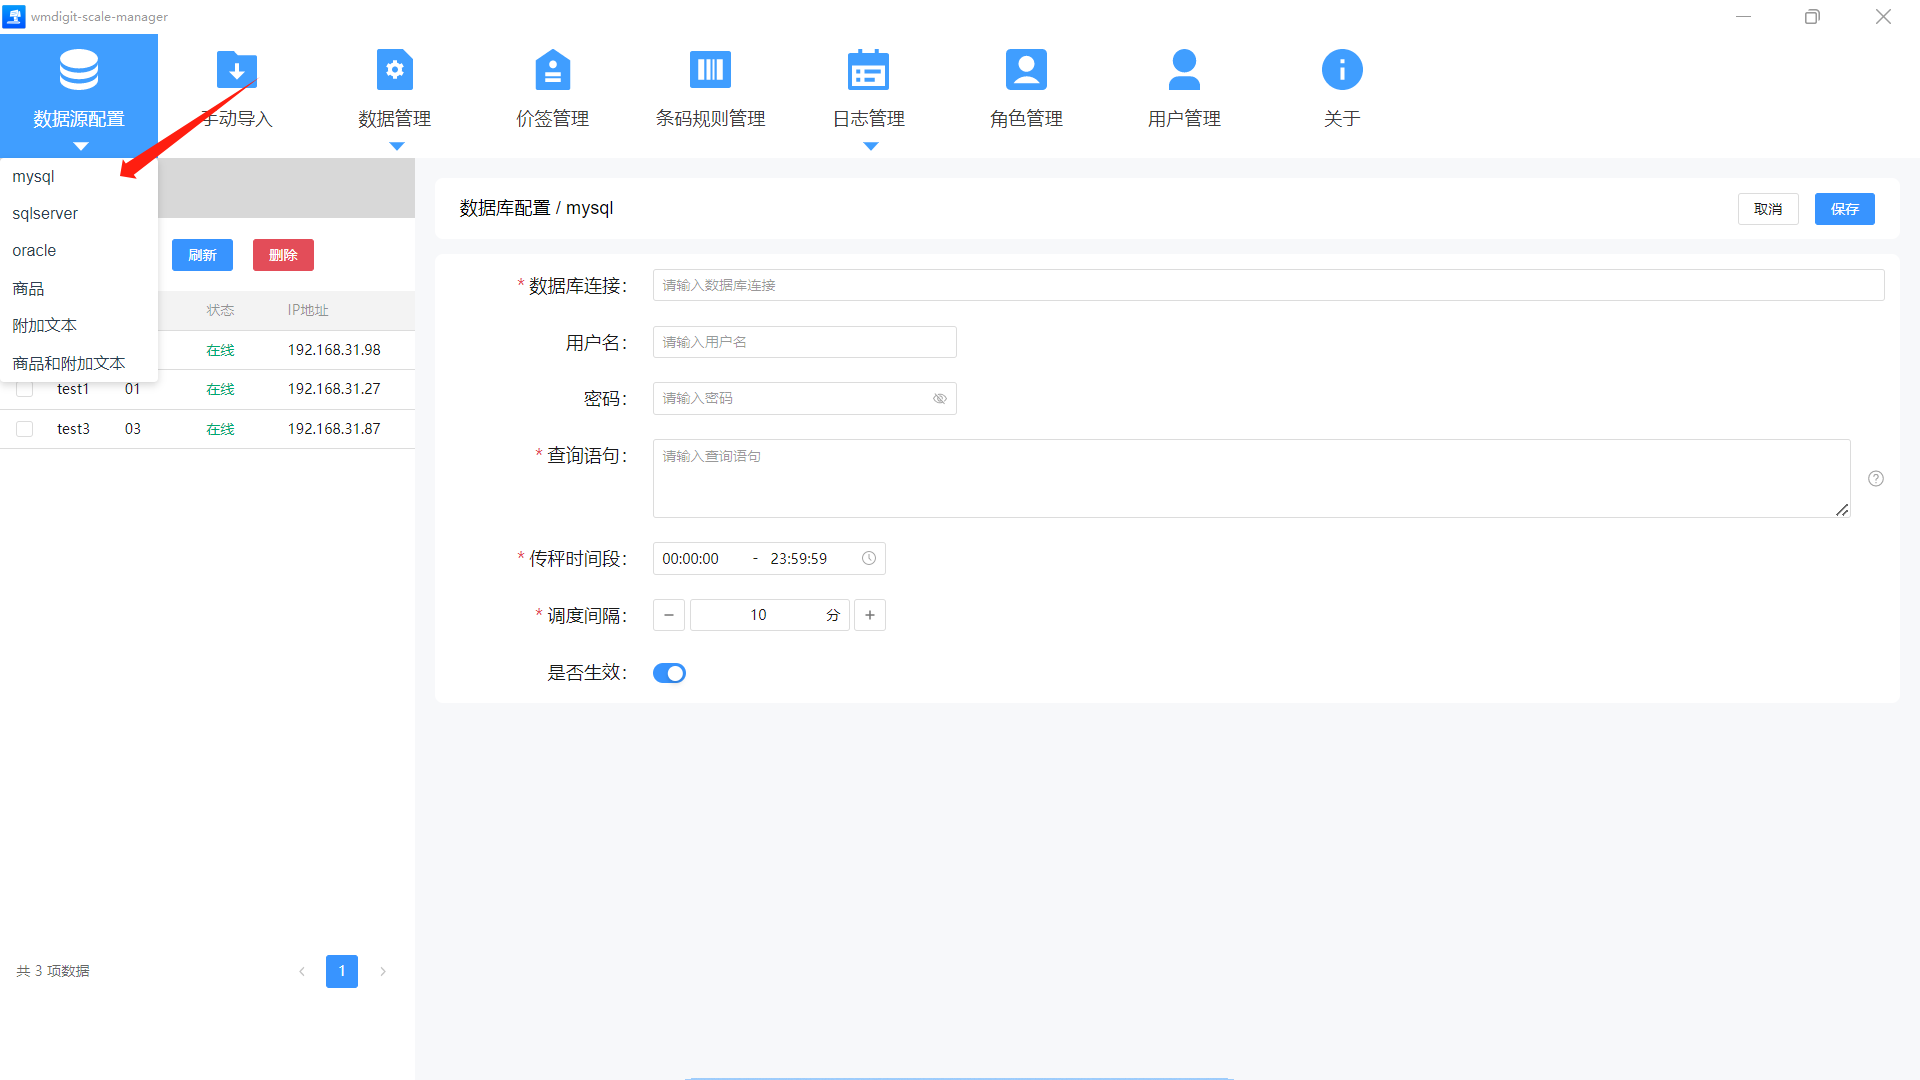 wmdigit-scale-manager
数据源配置
手动导入
数据管理
价签管理
条码规则管理
日志管理
角色管理
用户管理
关于
mysql
sqlserver
oracle
商品
附加文本
商品和附加文本
刷新
删除
状态
IP地址
在线
192.168.31.98
test1
01
在线
192.168.31.27
test3
03
在线
192.168.31.87
共 3 项数据
1
数据库配置 / mysql
取消
保存
* 数据库连接：
请输入数据库连接
用户名：
请输入用户名
密码：
请输入密码
* 查询语句：
请输入查询语句
* 传秤时间段：
00:00:00 - 23:59:59
* 调度间隔：
10
分
是否生效：